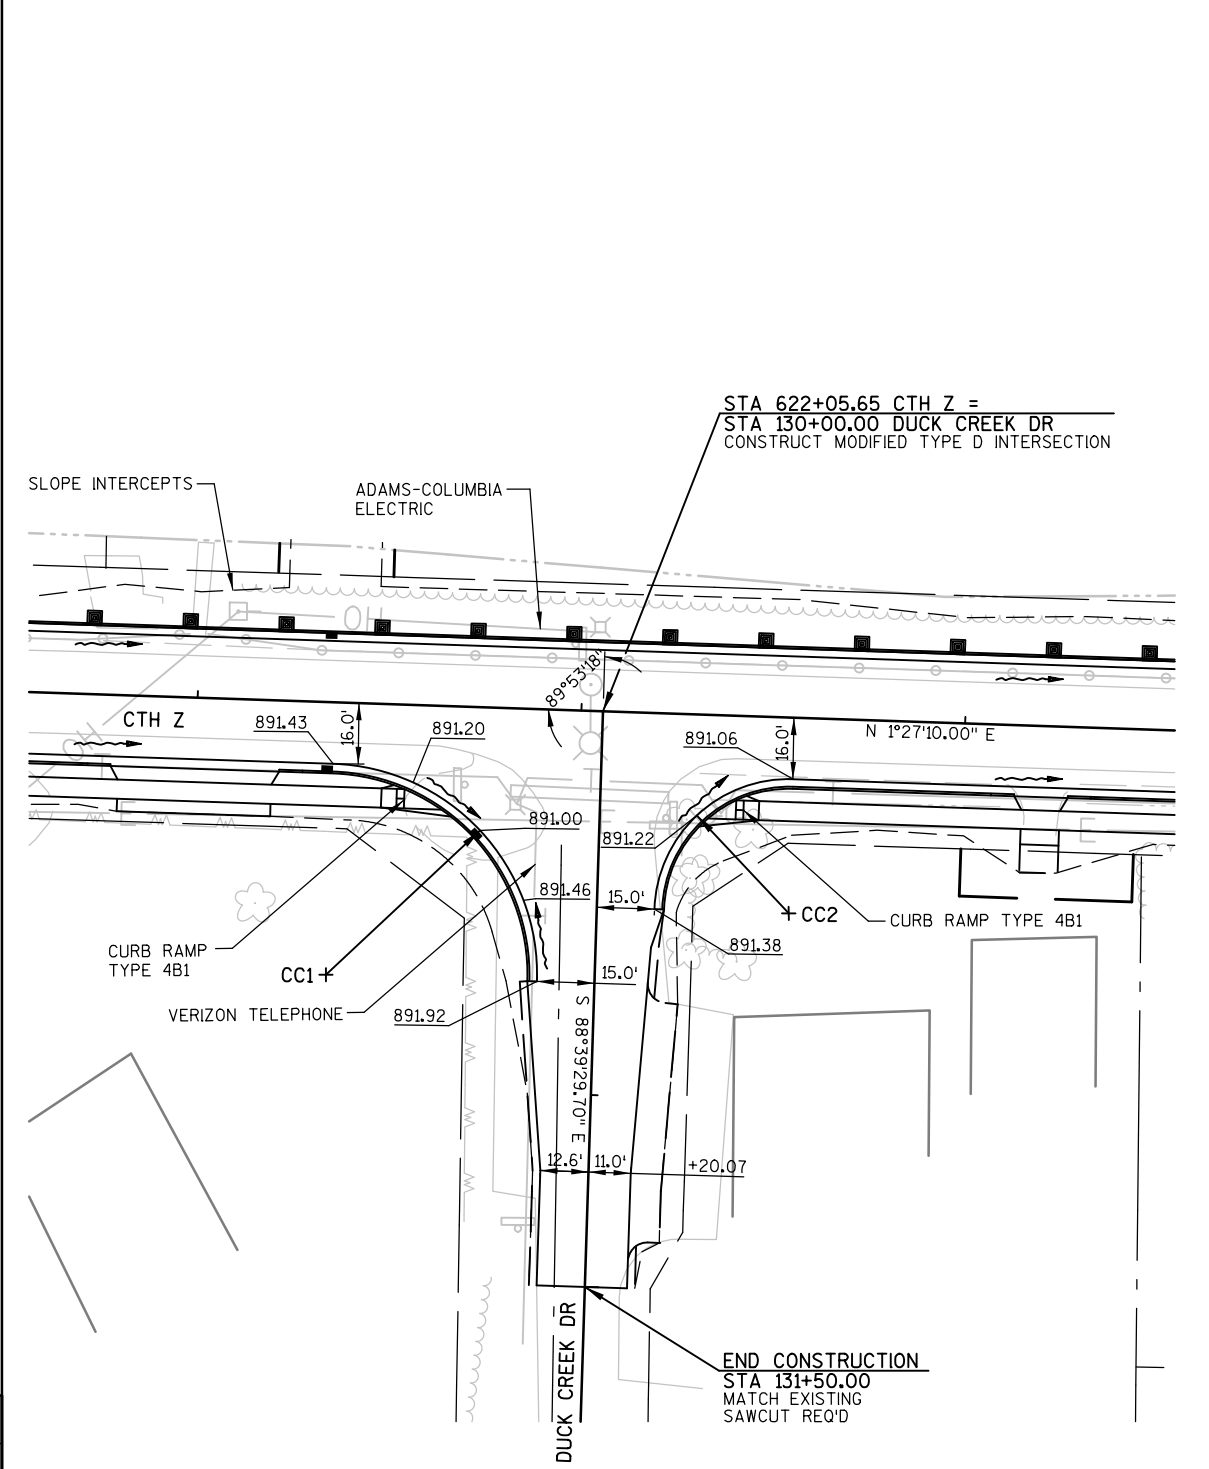 STA 622+05.65 CTH Z =
STA 130+00.00 DUCK CREEK DR
CONSTRUCT MODIFIED TYPE D INTERSECTION
SLOPE INTERCEPTS
ADAMS-COLUMBIA
ELECTRIC
OH
89°53'18"
CTH Z
891.43
16.0'
891.20
891.06
16.0'
N 1°27'10.00" E
OH
T
T
E
E
891.00
891.22
891.46
15.0'
CC2
CURB RAMP TYPE 4B1
891.38
CURB RAMP
TYPE 4B1
CC1
15.0'
VERIZON TELEPHONE
891.92
S 88°39'29.70" E
12.6'
11.0'
+20.07
DUCK CREEK DR
END CONSTRUCTION
STA 131+50.00
MATCH EXISTING
SAWCUT REQ'D